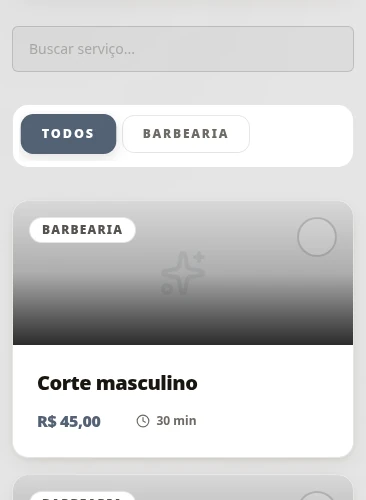 Buscar serviço...
TODOS BARBEARIA
BARBEARIA
Corte masculino
R$ 45,00 30 min